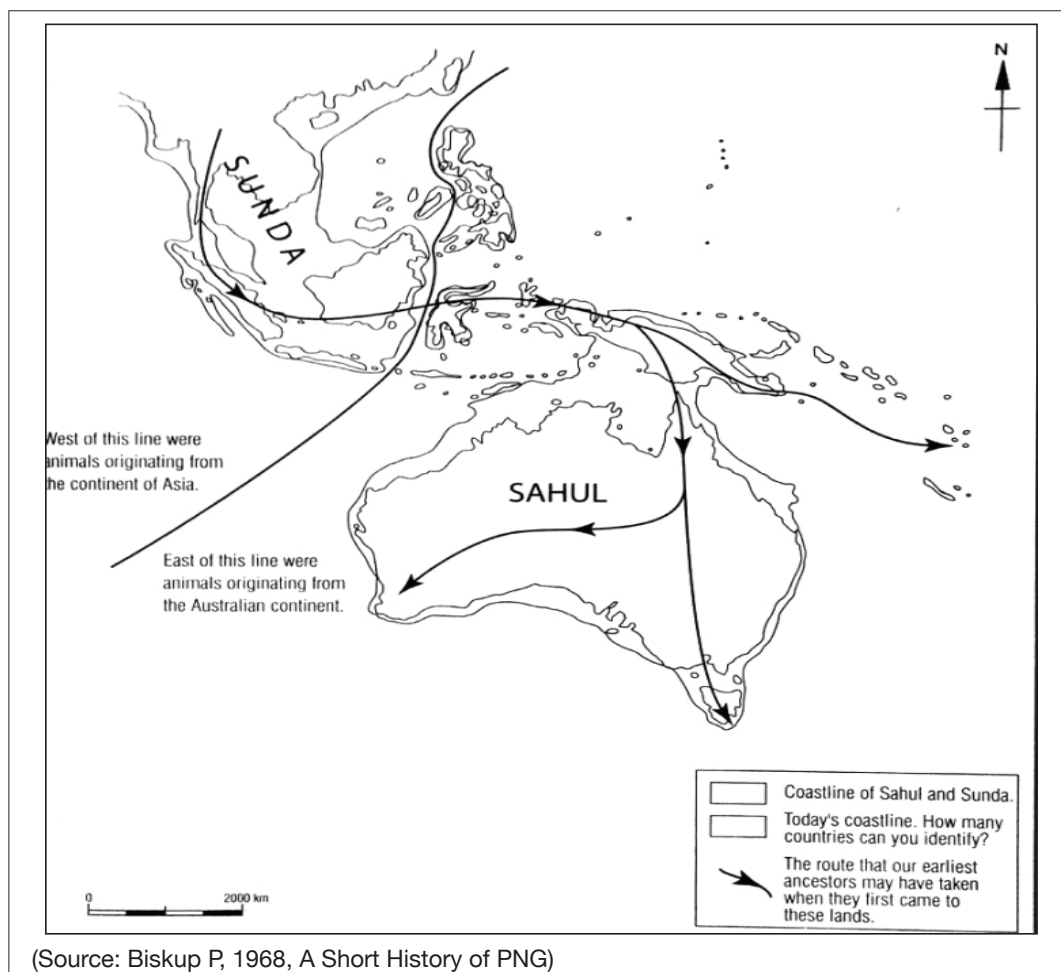 N
SUNDA
West of this line were
animals originating from
the continent of Asia.
SAHUL
East of this line were
animals originating from
the Australian continent.
Coastline of Sahul and Sunda.
Today's coastline. How many
countries can you identify?
The route that our earliest
ancestors may have taken
when they first came to
these lands.
0 2000 km
(Source: Biskup P, 1968, A Short History of PNG)